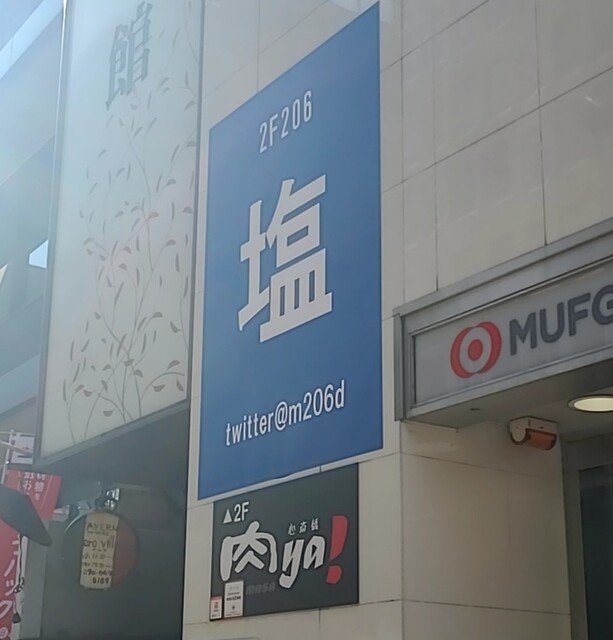 館
2F206
塩
twitter@m206d
MUFG
▲2F
肉ya!